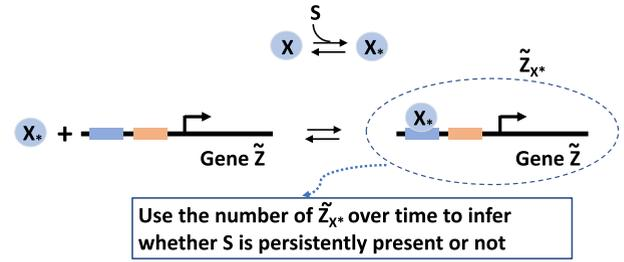 S
X
X*
Z̃X*
X* +
Gene Z̃
X*
Gene Z̃
Use the number of Z̃X* over time to infer
whether S is persistently present or not